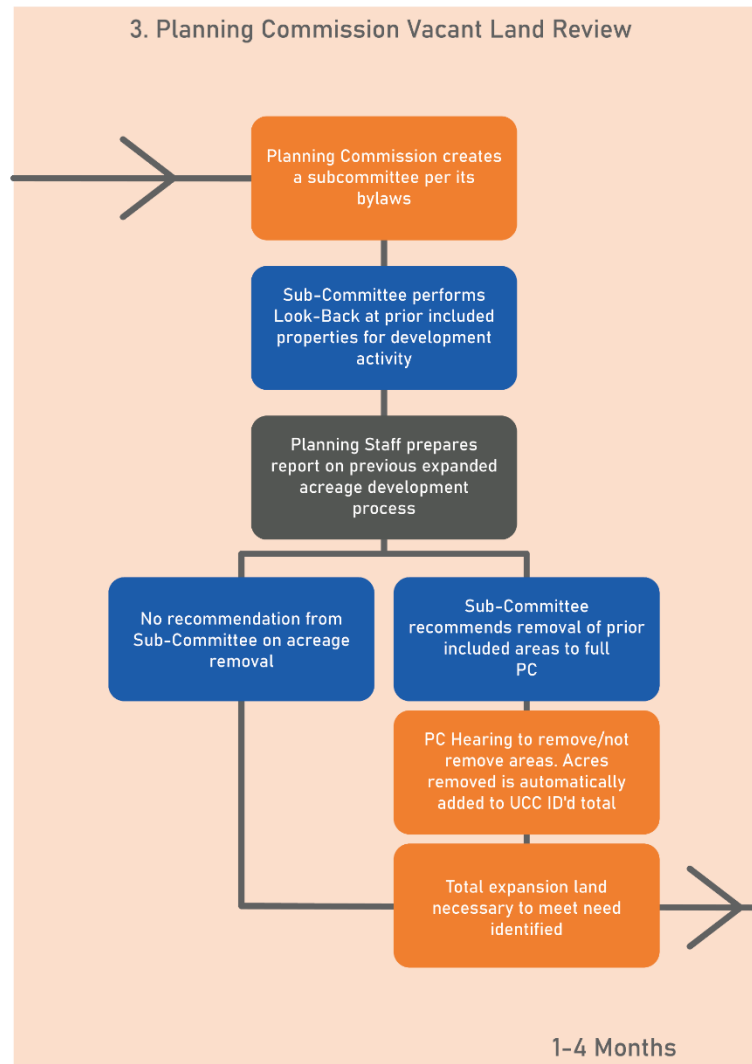 3. Planning Commission Vacant Land Review
Planning Commission creates
a subcommittee per its
bylaws
Sub-Committee performs
Look-Back at prior included
properties for development
activity
Planning Staff prepares
report on previous expanded
acreage development
process
No recommendation from
Sub-Committee on acreage
removal
Sub-Committee
recommends removal of prior
included areas to full
PC
PC Hearing to remove/not
remove areas. Acres
removed is automatically
added to UCC ID'd total
Total expansion land
necessary to meet need
identified
1-4 Months